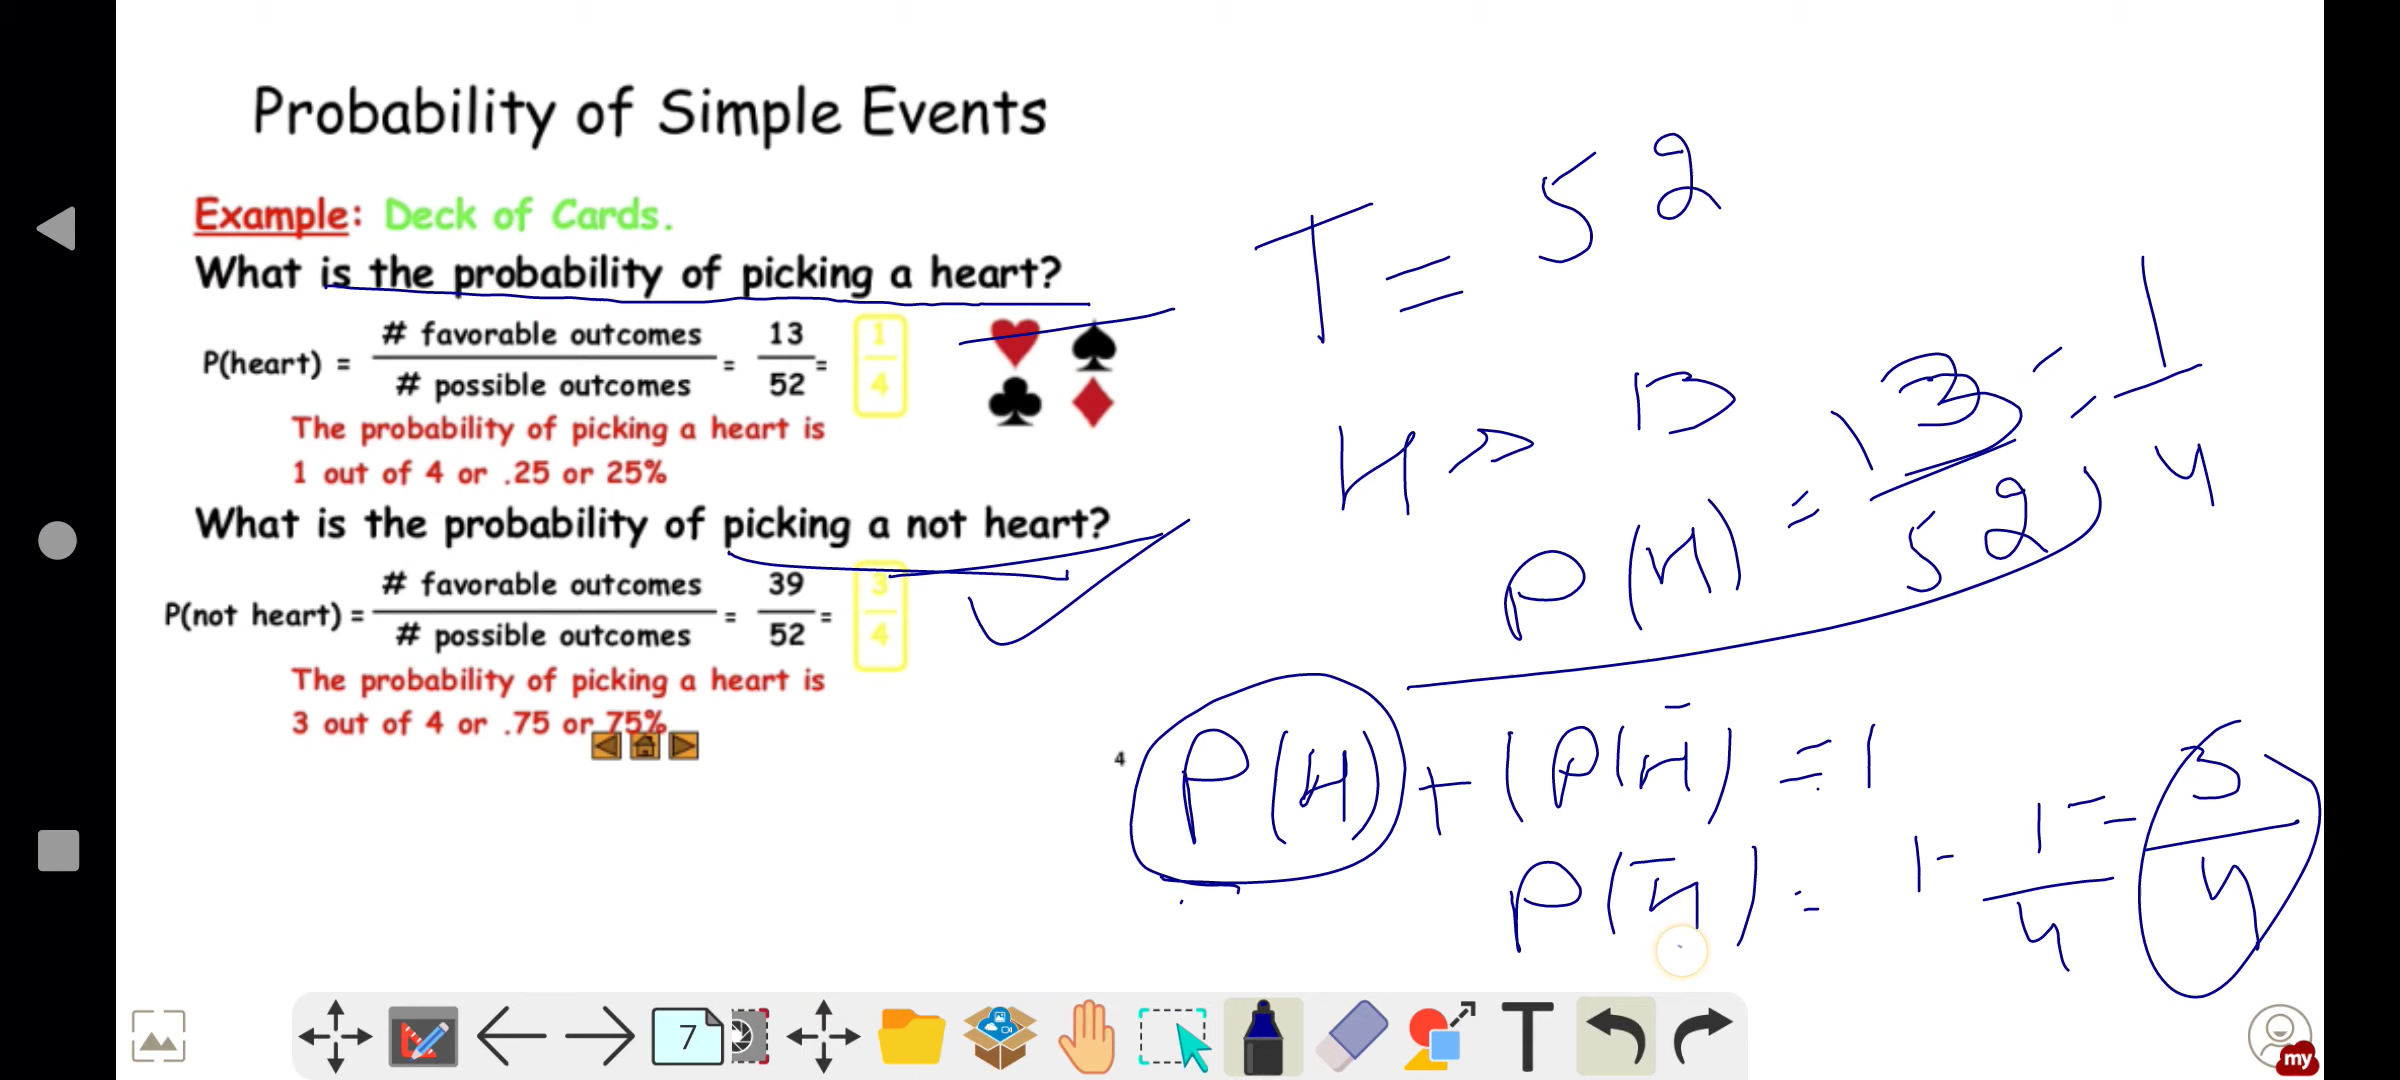 Probability of Simple Events
Example: Deck of Cards.
What is the probability of picking a heart?
P(heart) = # favorable outcomes / # possible outcomes = 13/52 = 1/4
The probability of picking a heart is
1 out of 4 or .25 or 25%
What is the probability of picking a not heart?
P(not heart) = # favorable outcomes / # possible outcomes = 39/52 = 3/4
The probability of picking a heart is
3 out of 4 or .75 or 75%
4
T = 52
H => 13
P(H) = 13/52 = 1/4
P(H) + (P(H̄) = 1
P(H̄) = 1 - 1/4 = 3/4
7
T
my